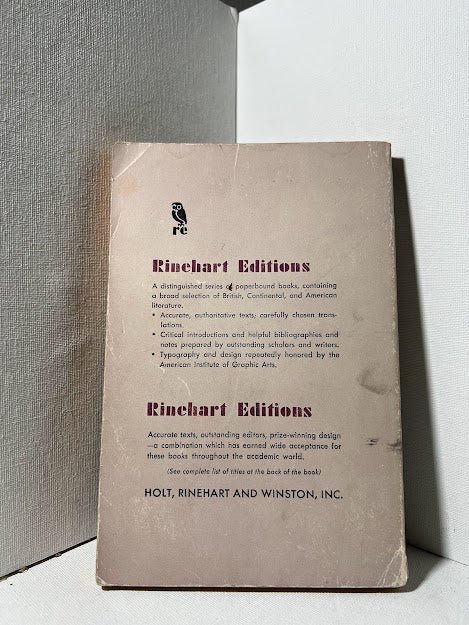 re
Rinehart Editions
A distinguished series of paperbound books, containing
a broad selection of British, Continental, and American
literature.
• Accurate, authoritative texts; carefully chosen trans-
lations.
• Critical introductions and helpful bibliographies and
notes prepared by outstanding scholars and writers.
• Typography and design repeatedly honored by the
American Institute of Graphic Arts.
Rinehart Editions
Accurate texts, outstanding editors, prize-winning design
—a combination which has earned wide acceptance for
these books throughout the academic world.
(See complete list of titles at the back of the book)
HOLT, RINEHART AND WINSTON, INC.